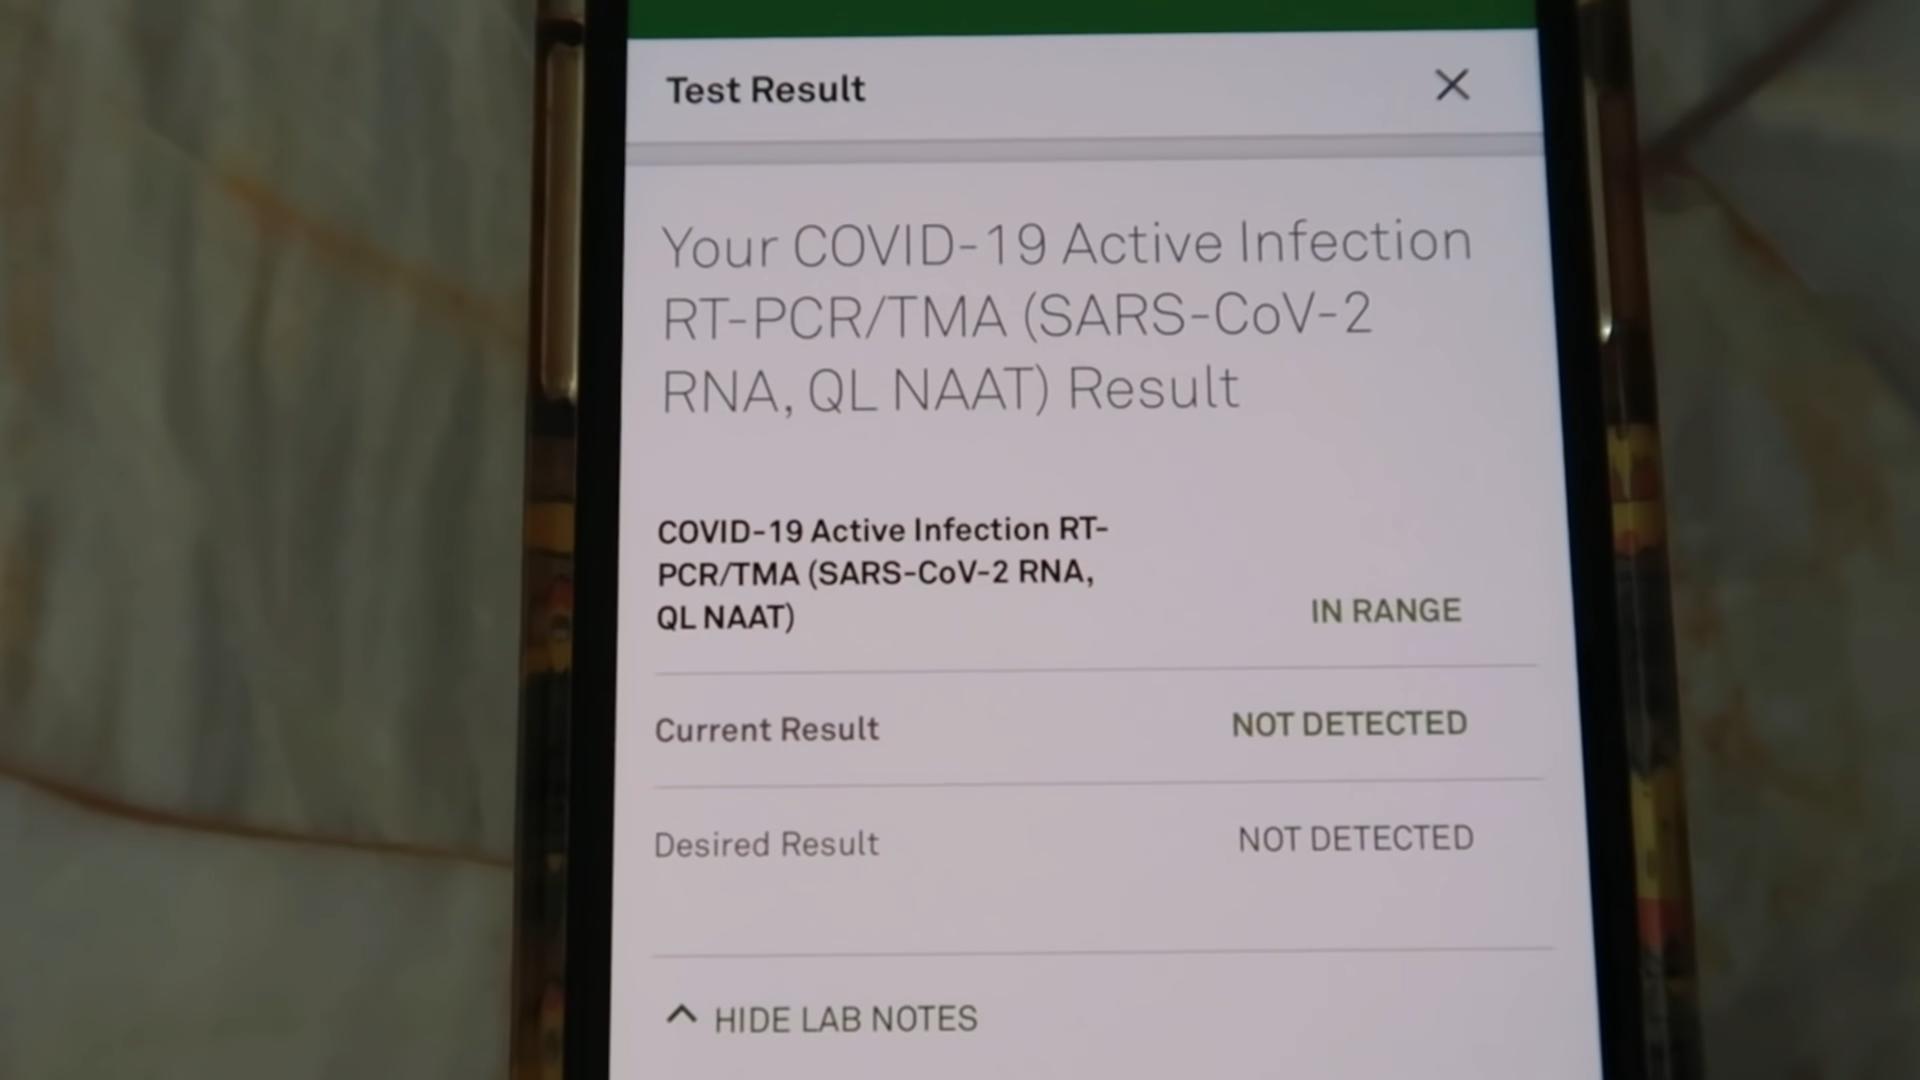 Test Result
Your COVID-19 Active Infection
RT-PCR/TMA (SARS-CoV-2
RNA, QL NAAT) Result
COVID-19 Active Infection RT-
PCR/TMA (SARS-CoV-2 RNA,
QL NAAT)
IN RANGE
Current Result
NOT DETECTED
Desired Result
NOT DETECTED
HIDE LAB NOTES